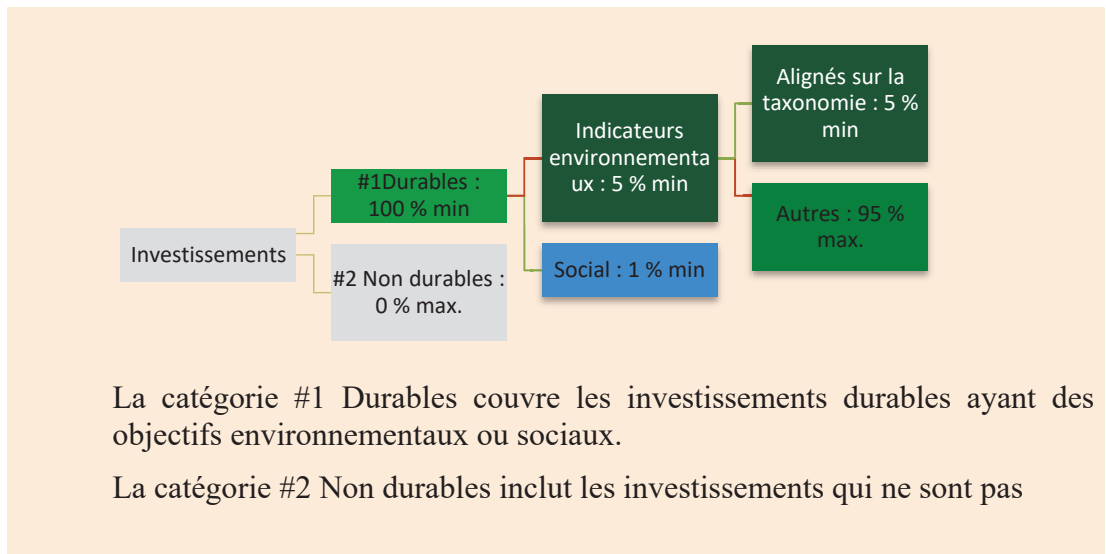 Investissements
#1Durables :
100 % min
#2 Non durables :
0 % max.
Indicateurs
environnementa
ux : 5 % min
Social : 1 % min
Alignés sur la
taxonomie : 5 %
min
Autres : 95 %
max.
La catégorie #1 Durables couvre les investissements durables ayant des
objectifs environnementaux ou sociaux.
La catégorie #2 Non durables inclut les investissements qui ne sont pas